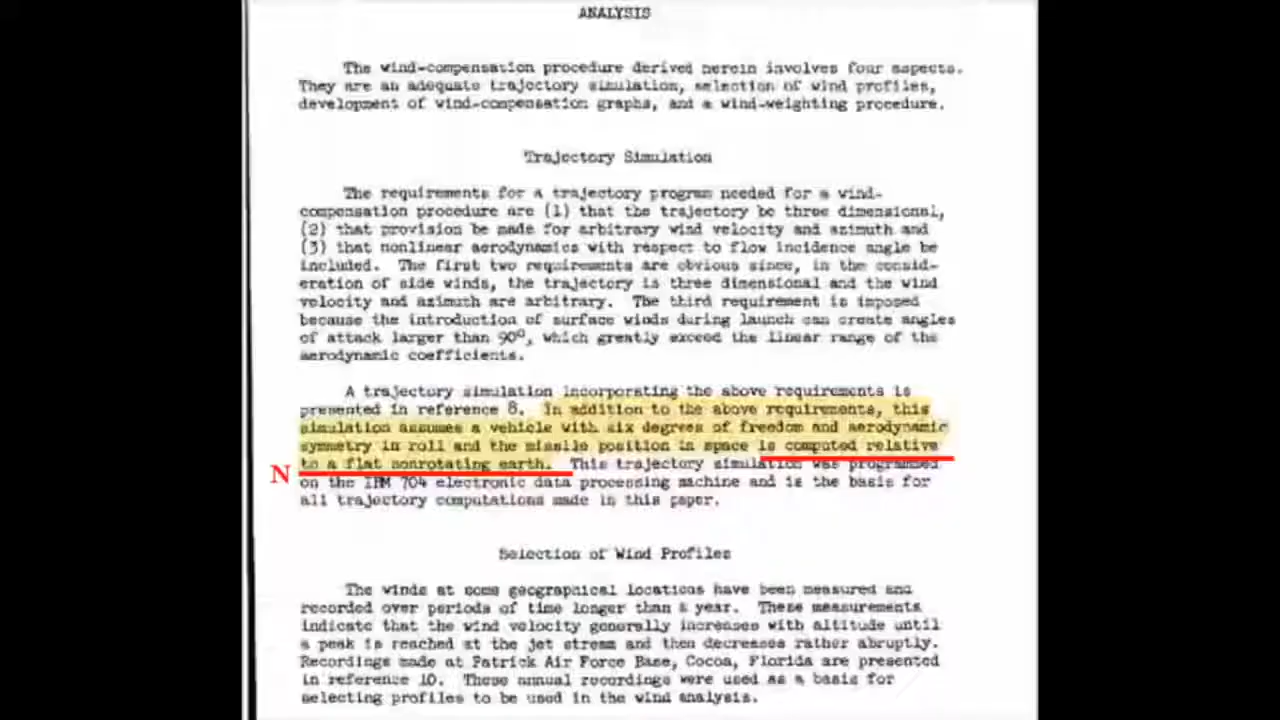 ANALYSIS
The wind-compensation procedure derived herein involves four aspects.
They are an adequate trajectory simulation, selection of wind profiles,
development of wind-compensation graphs, and a wind-weighting procedure.
Trajectory Simulation
The requirements for a trajectory program needed for a wind-
compensation procedure are (1) that the trajectory be three dimensional,
(2) that provision be made for arbitrary wind velocity and azimuth and
(3) that nonlinear aerodynamics with respect to flow incidence angle be
included. The first two requirements are obvious since, in the consid-
eration of side winds, the trajectory is three dimensional and the wind
velocity and azimuth are arbitrary. The third requirement is imposed
because the introduction of surface winds during launch can create angles
of attack larger than 90°, which greatly exceed the linear range of the
aerodynamic coefficients.
A trajectory simulation incorporating the above requirements is
presented in reference 8. In addition to the above requirements, this
simulation assumes a vehicle with six degrees of freedom and aerodynamic
symmetry in roll and the missile position in space is computed relative
N to a flat nonrotating earth. This trajectory simulation was programmed
on the IBM 704 electronic data processing machine and is the basis for
all trajectory computations made in this paper.
Selection of Wind Profiles
The winds at some geographical locations have been measured and
recorded over periods of time longer than a year. These measurements
indicate that the wind velocity generally increases with altitude until
a peak is reached at the jet stream and then decreases rather abruptly.
Recordings made at Patrick Air Force Base, Cocoa, Florida are presented
in reference 10. These annual recordings were used as a basis for
selecting profiles to be used in the wind analysis.